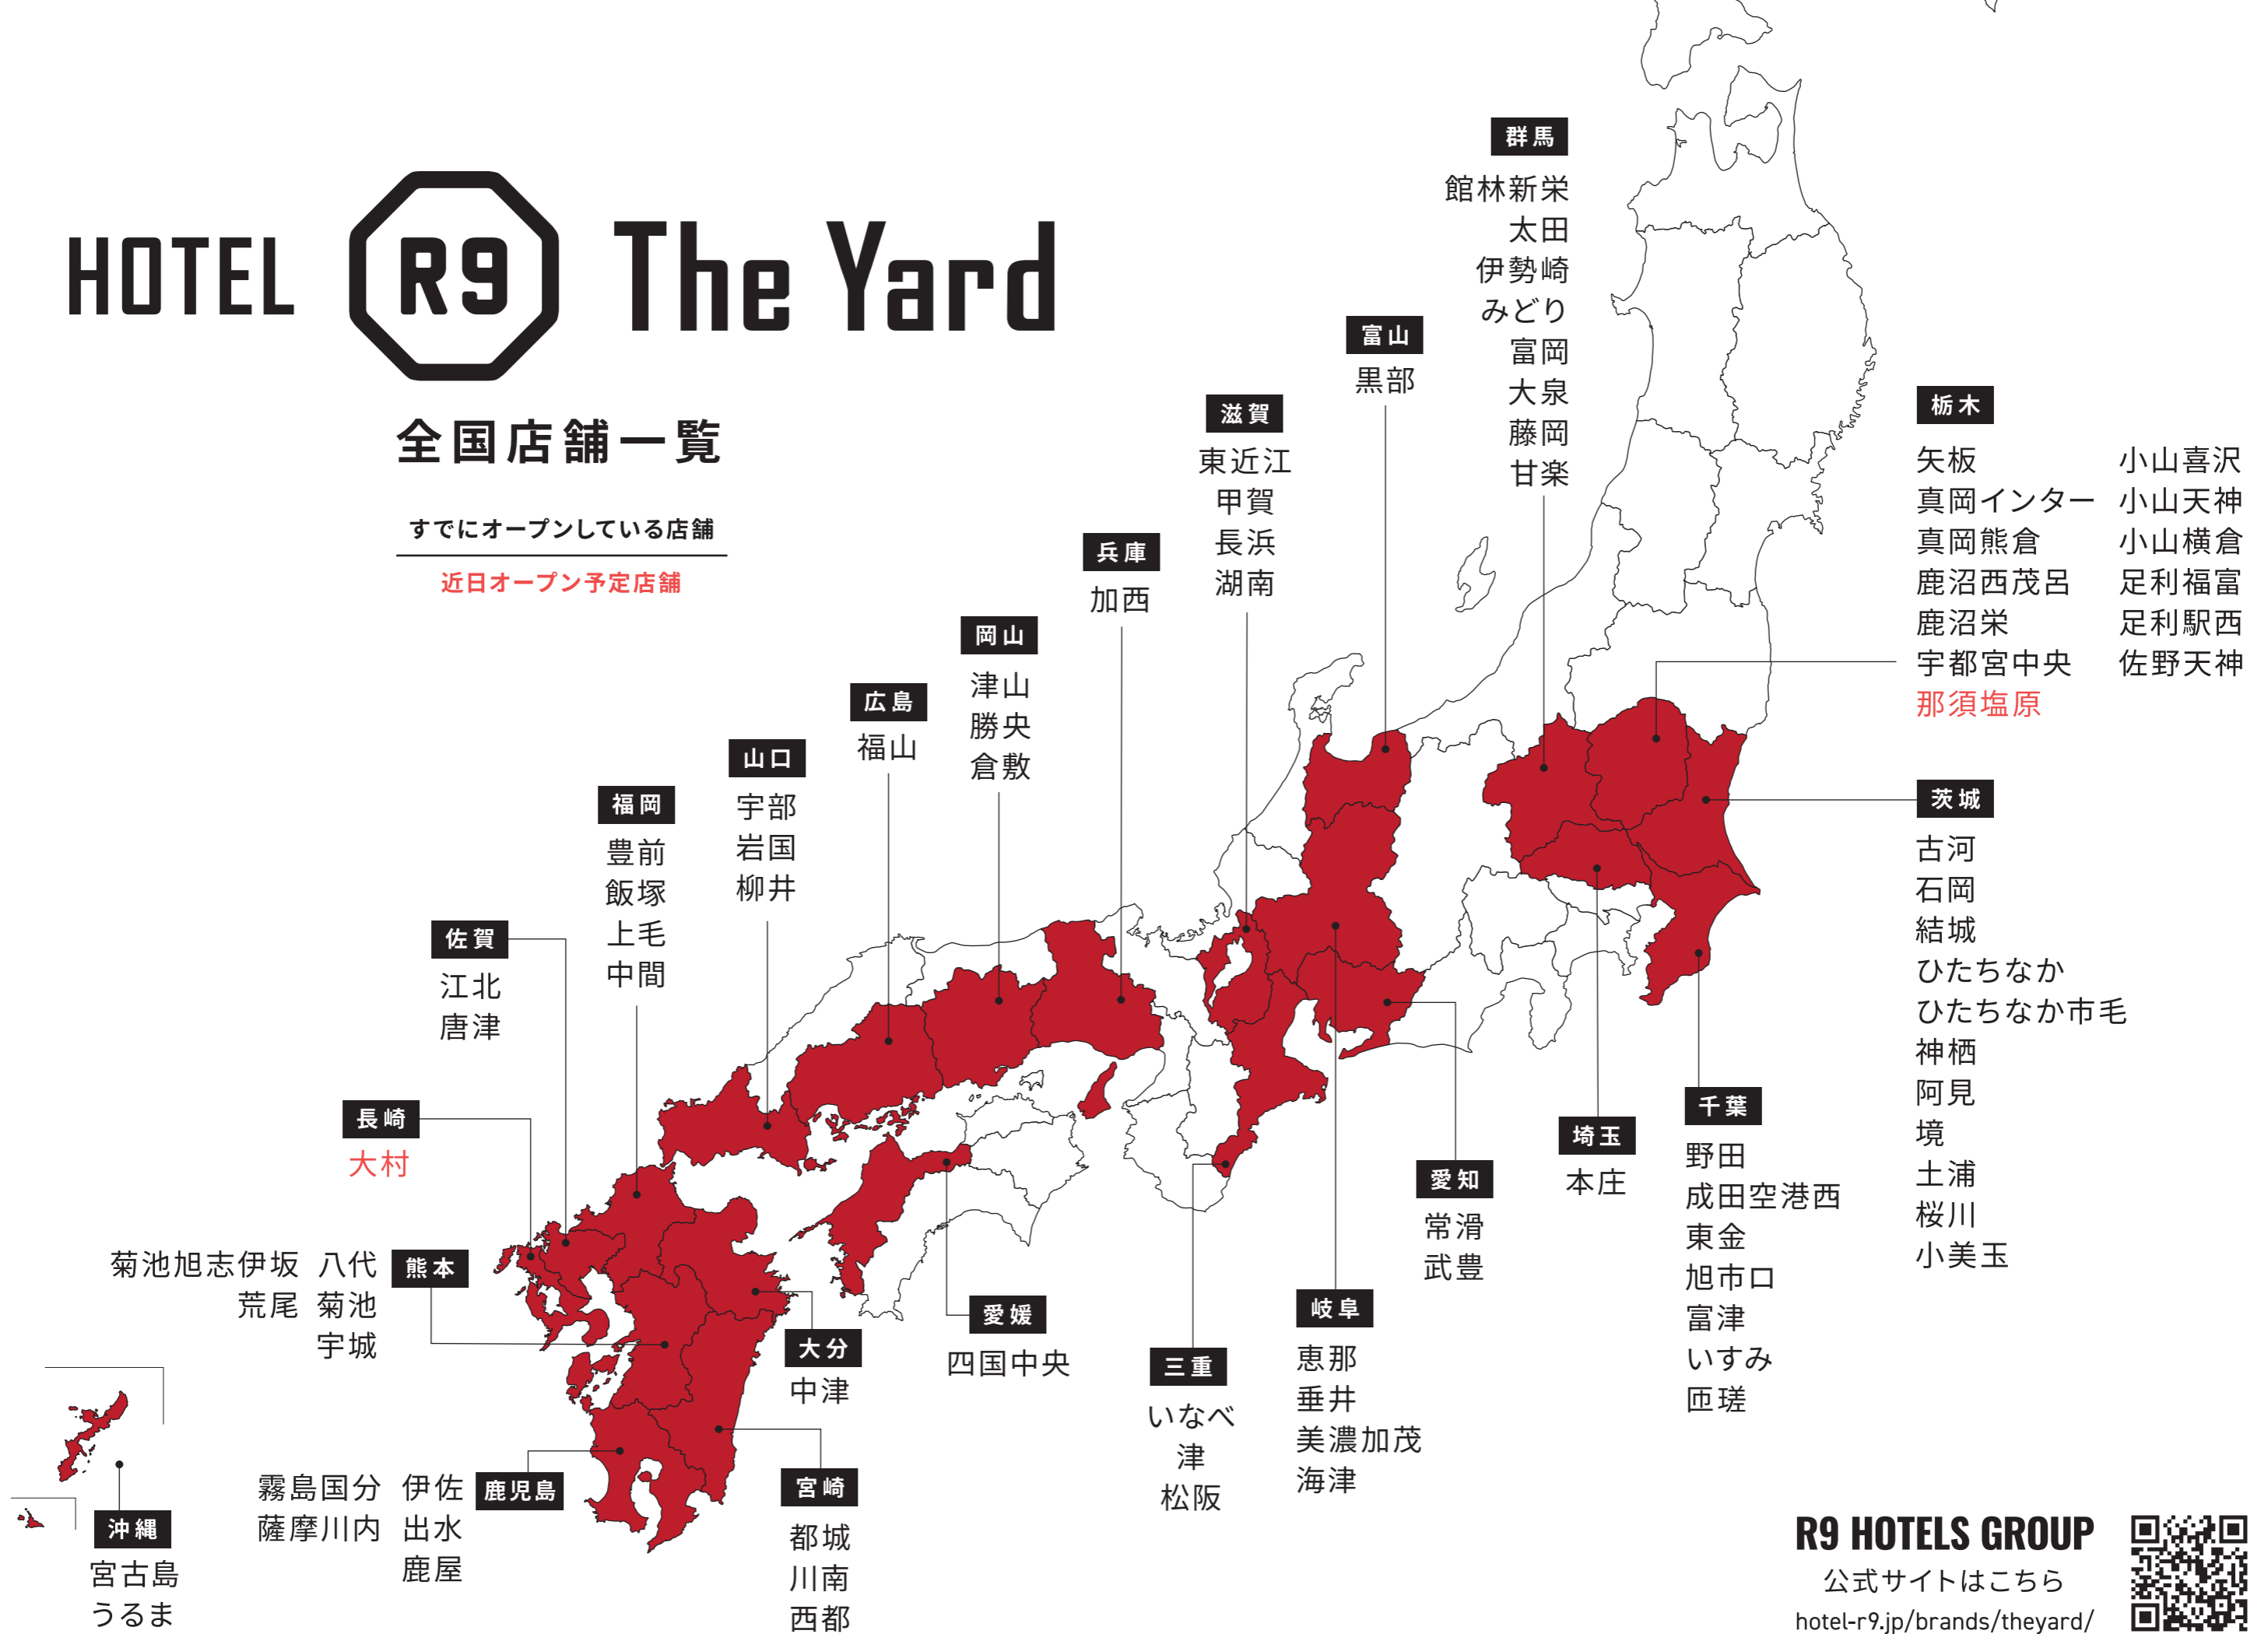 HOTEL R9 The Yard
全国店舗一覧
すでにオープンしている店舗
近日オープン予定店舗
群馬
館林新栄
太田
伊勢崎
みどり
富岡
大泉
藤岡
甘楽
富山
黒部
滋賀
東近江
甲賀
長浜
湖南
兵庫
加西
岡山
津山
勝央
倉敷
広島
福山
山口
宇部
岩国
柳井
福岡
豊前
飯塚
上毛
中間
佐賀
江北
唐津
長崎
大村
熊本
菊池旭志伊坂 八代
荒尾 菊池
宇城
大分
中津
宮崎
都城
川南
西都
鹿児島
霧島国分 伊佐
薩摩川内 出水
鹿屋
沖縄
宮古島
うるま
愛媛
四国中央
三重
いなべ
津
松阪
岐阜
恵那
垂井
美濃加茂
海津
愛知
常滑
武豊
埼玉
本庄
千葉
野田
成田空港西
東金
旭市口
富津
いすみ
匝瑳
栃木
矢板 小山喜沢
真岡インター 小山天神
真岡熊倉 小山横倉
鹿沼西茂呂 足利福富
鹿沼栄 足利駅西
宇都宮中央 佐野天神
那須塩原
茨城
古河
石岡
結城
ひたちなか
ひたちなか市毛
神栖
阿見
境
土浦
桜川
小美玉
R9 HOTELS GROUP
公式サイトはこちら
hotel-r9.jp/brands/theyard/